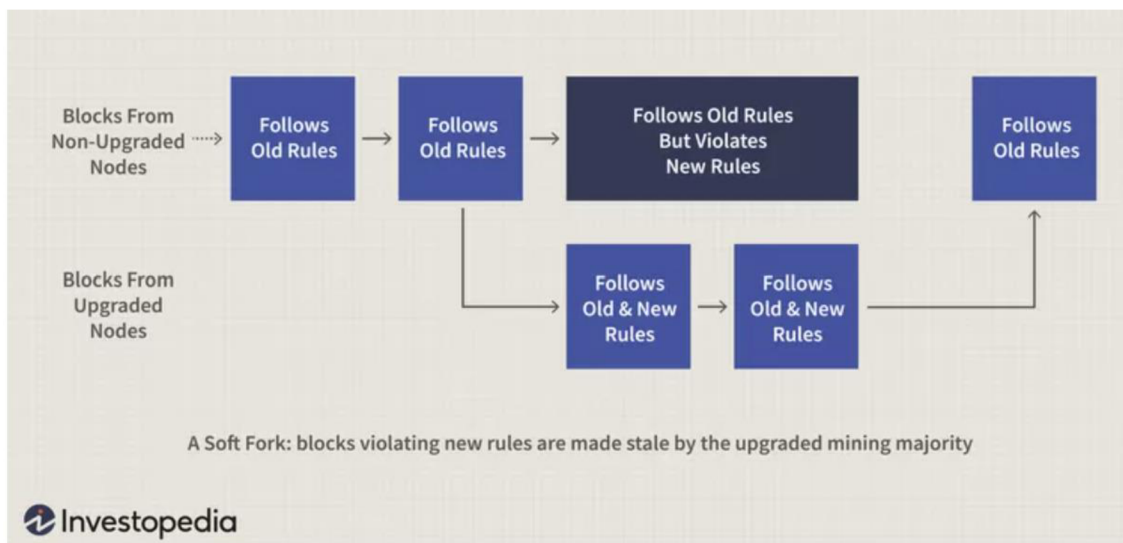 Blocks From
Non-Upgraded
Nodes
Follows
Old Rules
Follows
Old Rules
Follows Old Rules
But Violates
New Rules
Follows
Old Rules
Blocks From
Upgraded
Nodes
Follows
Old & New
Rules
Follows
Old & New
Rules
A Soft Fork: blocks violating new rules are made stale by the upgraded mining majority
Investopedia